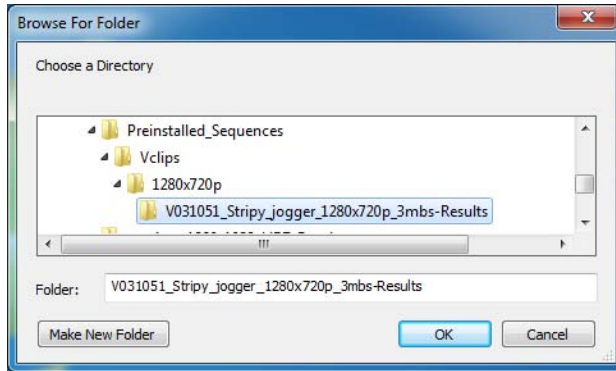 Browse For Folder
Choose a Directory
Preinstalled_Sequences
Vclips
1280x720p
V031051_Stripy_jogger_1280x720p_3mbs-Results
Folder: V031051_Stripy_jogger_1280x720p_3mbs-Results
Make New Folder OK Cancel